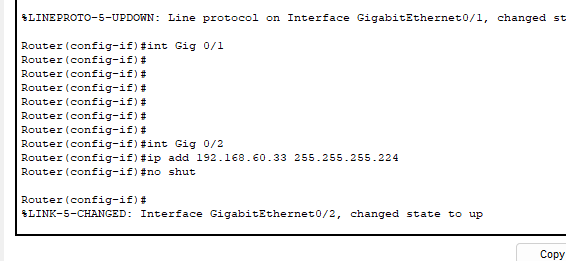 %LINEPROTO-5-UPDOWN: Line protocol on Interface GigabitEthernet0/1, changed st
Router(config-if)#int Gig 0/1
Router(config-if)#
Router(config-if)#
Router(config-if)#
Router(config-if)#
Router(config-if)#
Router(config-if)#
Router(config-if)#int Gig 0/2
Router(config-if)#ip add 192.168.60.33 255.255.255.224
Router(config-if)#no shut
Router(config-if)#
%LINK-5-CHANGED: Interface GigabitEthernet0/2, changed state to up
Copy